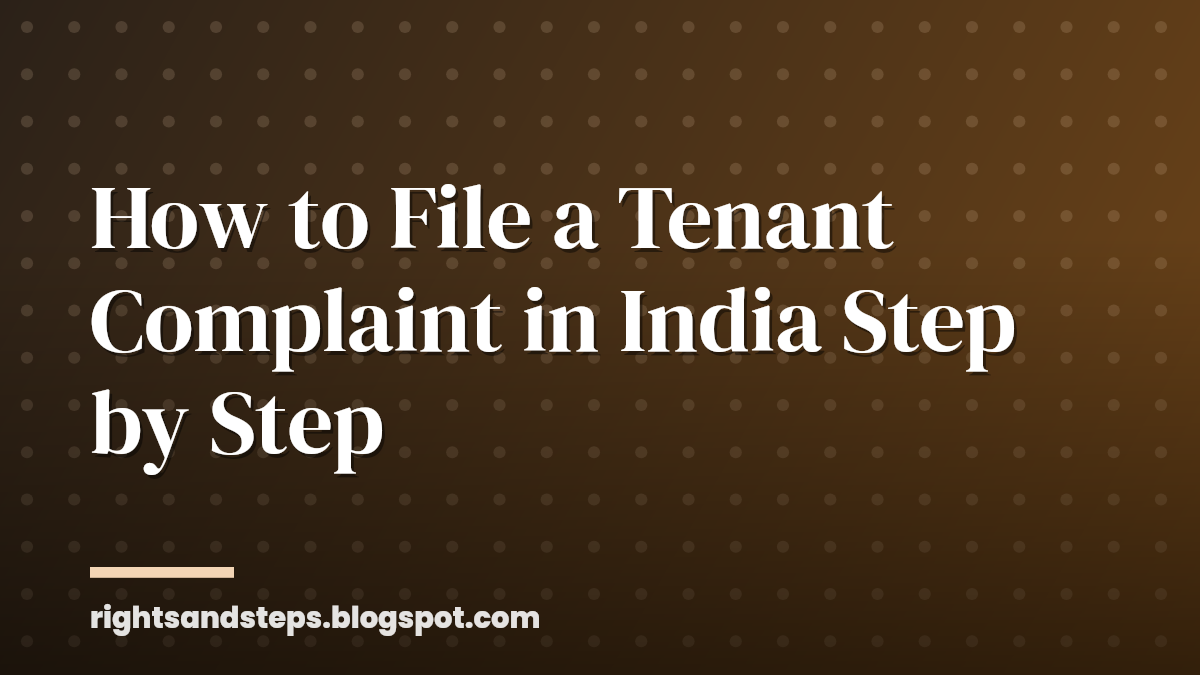 How to File a Tenant
Complaint in India Step
by Step
rightsandsteps.blogspot.com